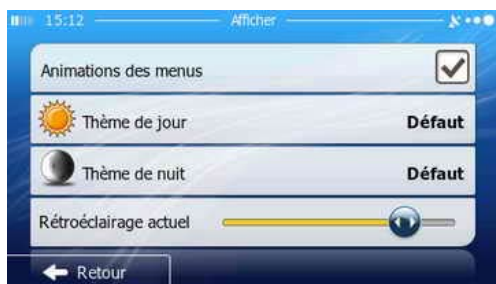 15:12 Afficher
Animations des menus
Thème de jour Défaut
Thème de nuit Défaut
Rétroéclairage actuel
Retour